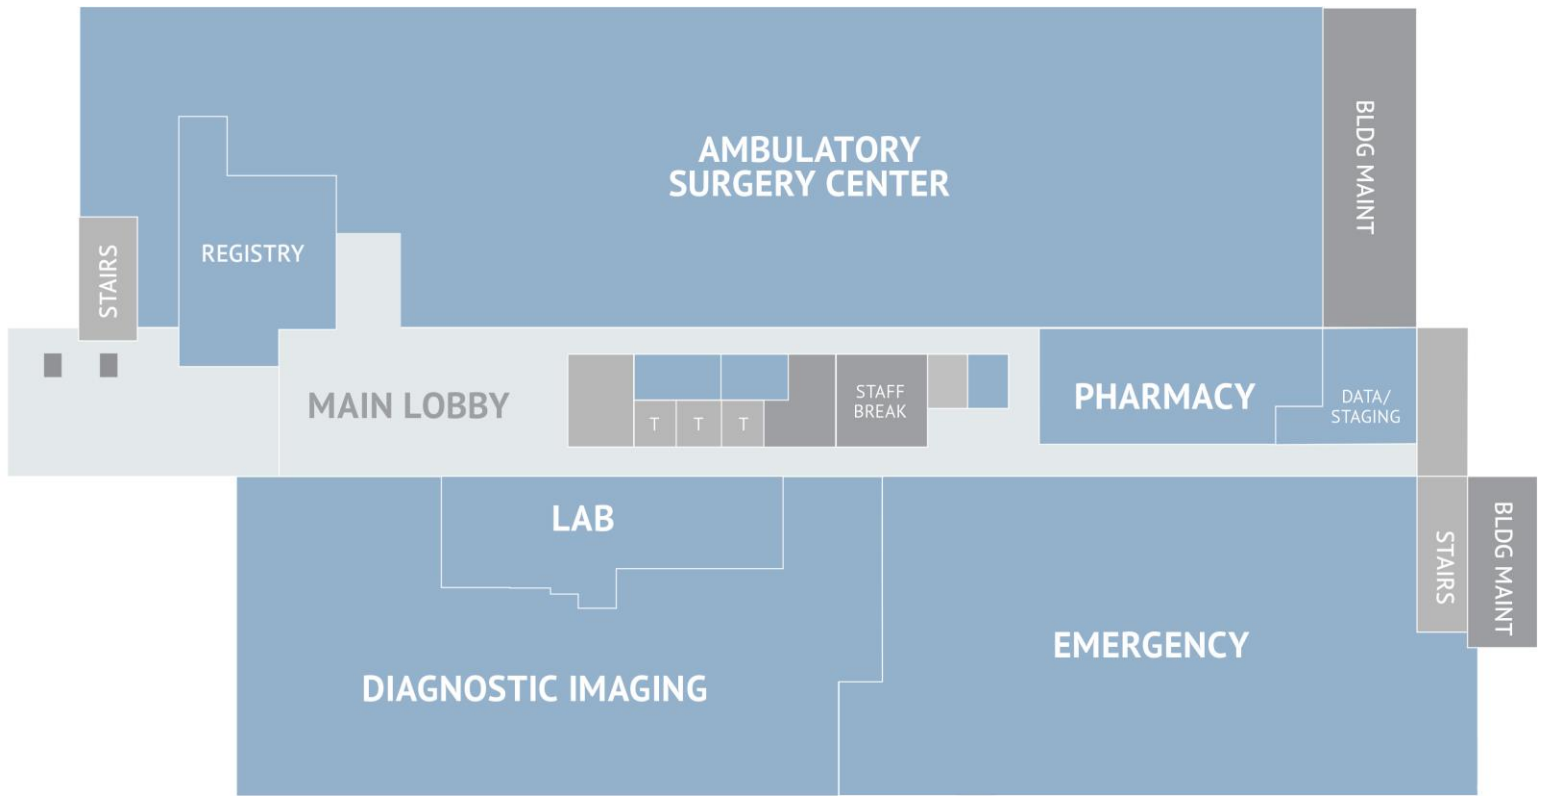 AMBULATORY
SURGERY CENTER
BLDG MAINT
STAIRS
REGISTRY
MAIN LOBBY
T
T
T
STAFF
BREAK
PHARMACY
DATA/
STAGING
LAB
DIAGNOSTIC IMAGING
EMERGENCY
STAIRS
BLDG MAINT